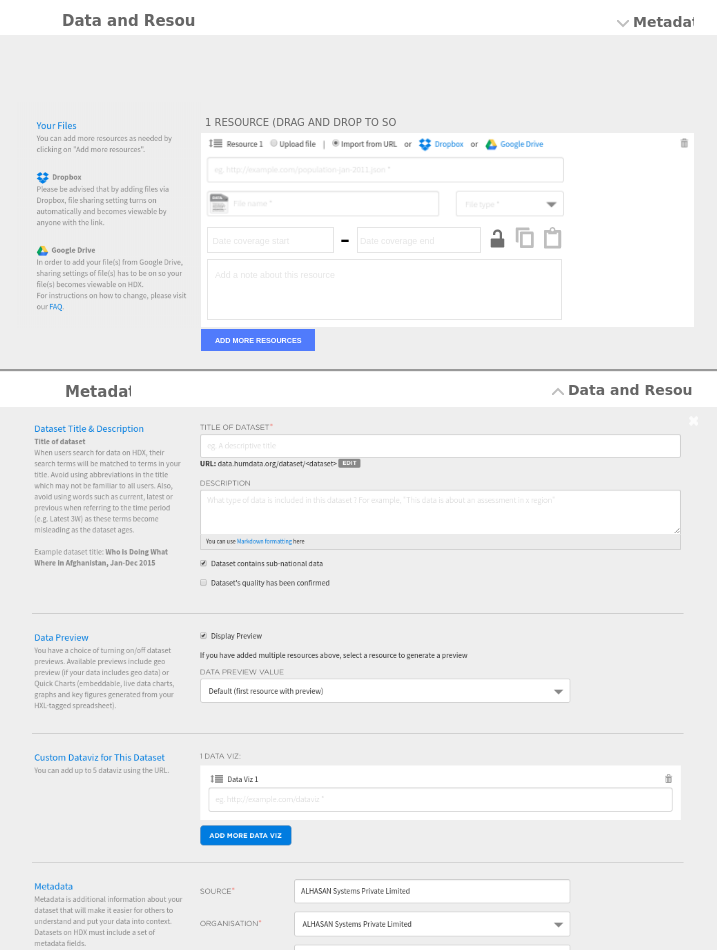 Data and Resou
Metadat
Your Files
You can add more resources as needed by
clicking on "Add more resources".
Dropbox
Please be advised that by adding files via
Dropbox, file sharing setting turns on
automatically and becomes viewable by
anyone with the link.
Google Drive
In order to add your file(s) from Google Drive,
sharing settings of file(s) has to be on so your
file(s) becomes viewable on HDX.
For instructions on how to change, please visit
our FAQ.
1 RESOURCE (DRAG AND DROP TO SO
Resource 1 Upload file | Import from URL or Dropbox or Google Drive
eg. http://example.com/population-jan-2011.json *
File name * File type *
Date coverage start - Date coverage end
Add a note about this resource
ADD MORE RESOURCES
Metadat
Data and Resou
Dataset Title & Description
Title of dataset
When users search for data on HDX, their
search terms will be matched to terms in your
title. Avoid using abbreviations in the title
which may not be familiar to all users. Also,
avoid using words such as current, latest or
previous when referring to the time period
(e.g. Latest 3W) as these terms become
misleading as the dataset ages.
Example dataset title: Who Is Doing What
Where in Afghanistan, Jan-Dec 2015
TITLE OF DATASET*
eg. A descriptive title
URL: data.humdata.org/dataset/<dataset> EDIT
DESCRIPTION
What type of data is included in this dataset ? For example, "This data is about an assessment in x region"
You can use Markdown formatting here
Dataset contains sub-national data
Dataset's quality has been confirmed
Data Preview
You have a choice of turning on/off dataset
previews. Available previews include geo
preview (if your data includes geo data) or
Quick Charts (embeddable, live data charts,
graphs and key figures generated from your
HXL-tagged spreadsheet).
Display Preview
If you have added multiple resources above, select a resource to generate a preview
DATA PREVIEW VALUE
Default (first resource with preview)
Custom Dataviz for This Dataset
You can add up to 5 dataviz using the URL.
1 DATA VIZ:
Data Viz 1
eg. http://example.com/dataviz *
ADD MORE DATA VIZ
Metadata
Metadata is additional information about your
dataset that will make it easier for others to
understand and put your data into context.
Datasets on HDX must include a set of
metadata fields.
SOURCE* ALHASAN Systems Private Limited
ORGANISATION* ALHASAN Systems Private Limited